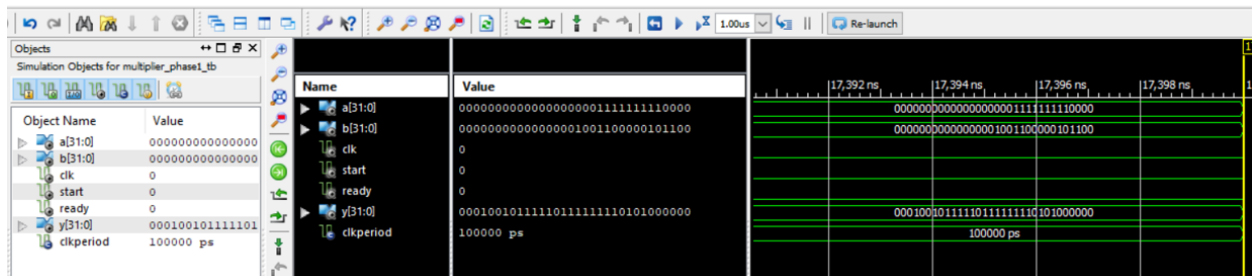 1.00us
Re-launch
Objects
Simulation Objects for multiplier_phase1_tb
Object Name Value
a[31:0] 000000000000000
b[31:0] 000000000000000
clk 0
start 0
ready 0
y[31:0] 000100101111101
clkperiod 100000 ps
Name Value
a[31:0] 00000000000000000001111111110000
b[31:0] 00000000000000001001100000101100
clk 0
start 0
ready 0
y[31:0] 00010010111110111111110101000000
clkperiod 100000 ps
17,392 ns 17,394 ns 17,396 ns 17,398 ns
00000000000000000001111111110000
00000000000000001001100000101100
00010010111110111111110101000000
100000 ps